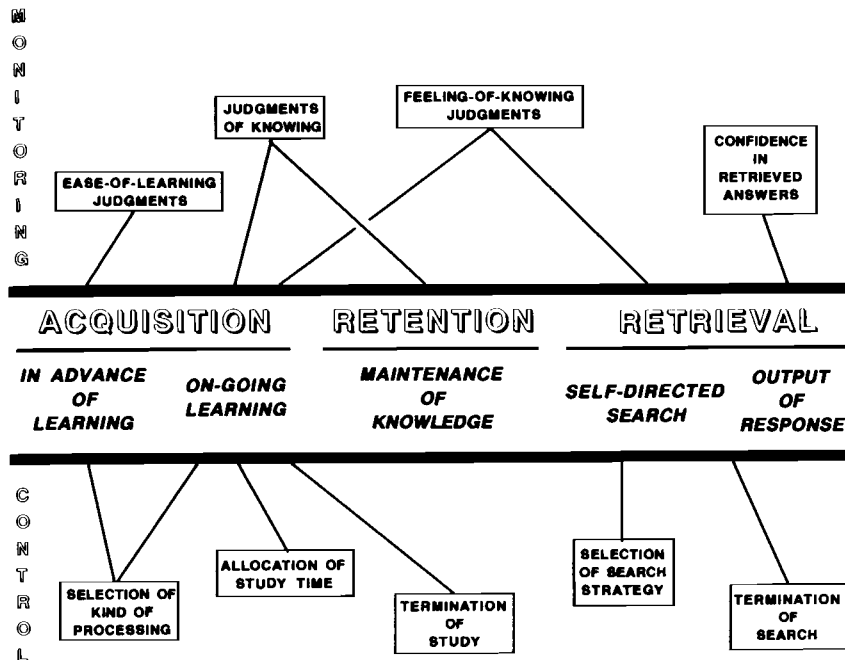 MONITORING
FEELING-OF-KNOWING
JUDGMENTS
JUDGMENTS
OF KNOWING
CONFIDENCE
IN
RETRIEVED
ANSWERS
EASE-OF-LEARNING
JUDGMENTS
ACQUISITION
RETENTION
RETRIEVAL
IN ADVANCE
OF
LEARNING
ON-GOING
LEARNING
MAINTENANCE
OF
KNOWLEDGE
SELF-DIRECTED
SEARCH
OUTPUT
OF
RESPONSE
CONTROL
SELECTION OF
KIND OF
PROCESSING
ALLOCATION OF
STUDY TIME
TERMINATION
OF
STUDY
SELECTION
OF SEARCH
STRATEGY
TERMINATION
OF
SEARCH